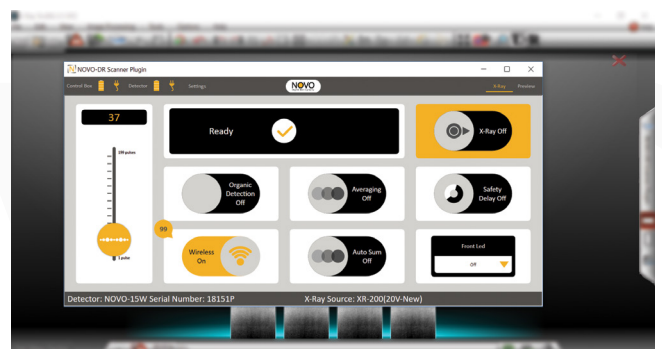 NOVO-DR Scanner Plugin
Control Box Detector Settings NOVO X-Ray Preview
37
Ready
X-Ray Off
199 pulses
1 pulse
Organic
Detection
Off
Averaging
Off
Safety
Delay Off
99
Wireless
On
Auto Sum
Off
Front Led
Off
Detector: NOVO-15W Serial Number: 18151P X-Ray Source: XR-200(20V-New)